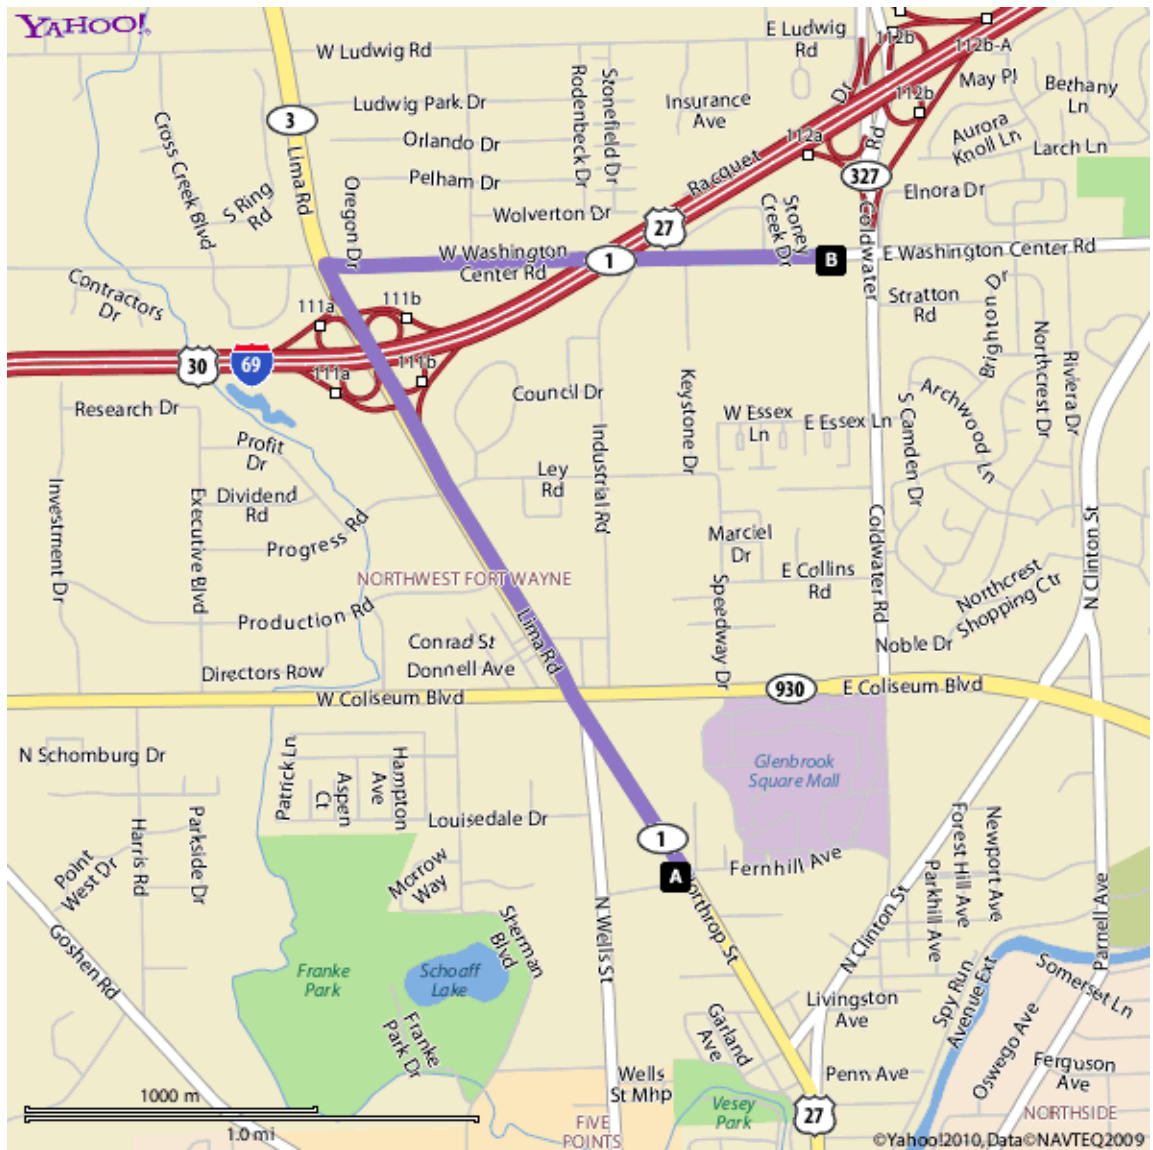 YAHOO!
W Ludwig Rd
E Ludwig
Rd
112b
112b-A
May Pl
Bethany
Ln
3
Ludwig Park Dr
Rodenbeck Dr
Stonefield Dr
Insurance
Ave
Dr
112b
Aurora
Knoll Ln
Larch Ln
Cross Creek Blvd
Orlando Dr
112a
Rd
Lima Rd
S Ring
Rd
Oregon Dr
Pelham Dr
Racquet
327
Elnora Dr
Wolverton Dr
27
Stoney
Creek Dr
Coldwater
W Washington
Center Rd
1
B
E Washington Center Rd
Contractors
Dr
111a
111b
Stratton
Rd
Brighton Dr
Northcrest Dr
Riviera Dr
30
69
111a
111b
Research Dr
Council Dr
Keystone Dr
W Essex
Ln
E Essex Ln
S Camden Dr
Archwood Ln
Profit
Dr
Industrial Rd
Ley
Rd
Investment Dr
Executive Blvd
Dividend
Rd
Progress Rd
Marciel
Dr
Coldwater Rd
N Clinton St
NORTHWEST FORT WAYNE
E Collins
Rd
Speedway Dr
Northcrest
Shopping Ctr
Production Rd
Lima Rd
Conrad St
Donnell Ave
Noble Dr
Directors Row
W Coliseum Blvd
930
E Coliseum Blvd
N Schomburg Dr
Patrick Ln
Aspen
Ct
Hampton
Ave
Glenbrook
Square Mall
Louisedale Dr
Harris Rd
Parkside Dr
1
Point
West Dr
Morrow
Way
A
Fernhill Ave
Parkhill Ave
Forest Hill Ave
Newport Ave
Parnell Ave
Goshen Rd
Sherman
Blvd
N Wells St
Northrop St
N Clinton St
Franke
Park
Schoaff
Lake
Spy Run
Avenue Ext
Somerset Ln
Franke
Park Dr
Garland
Ave
Livingston
Ave
Oswego Ave
Wells
St Mhp
Penn Ave
Ferguson
Ave
1000 m
1.0 mi
Vesey
Park
27
NORTHSIDE
FIVE
POINTS
©Yahoo!2010, Data©NAVTEQ2009